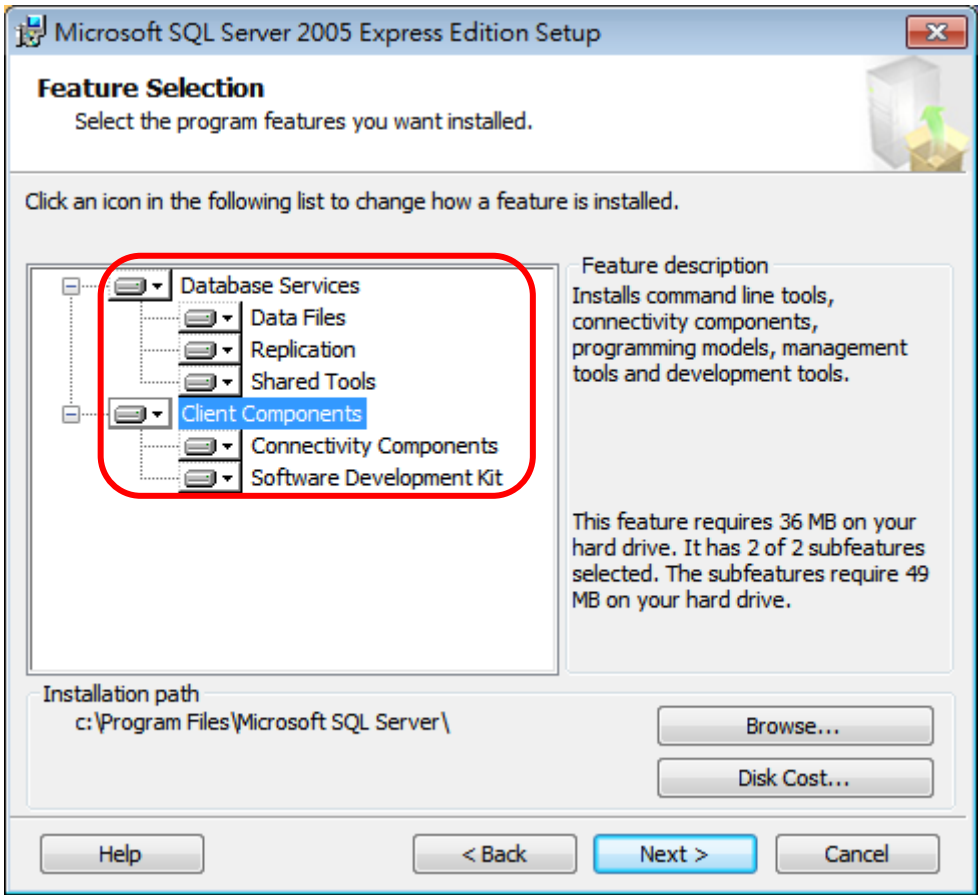 Microsoft SQL Server 2005 Express Edition Setup
Feature Selection
Select the program features you want installed.
Click an icon in the following list to change how a feature is installed.
Database Services
Data Files
Replication
Shared Tools
Client Components
Connectivity Components
Software Development Kit
Feature description
Installs command line tools,
connectivity components,
programming models, management
tools and development tools.
This feature requires 36 MB on your
hard drive. It has 2 of 2 subfeatures
selected. The subfeatures require 49
MB on your hard drive.
Installation path
c:\Program Files\Microsoft SQL Server\
Browse...
Disk Cost...
Help
< Back
Next >
Cancel